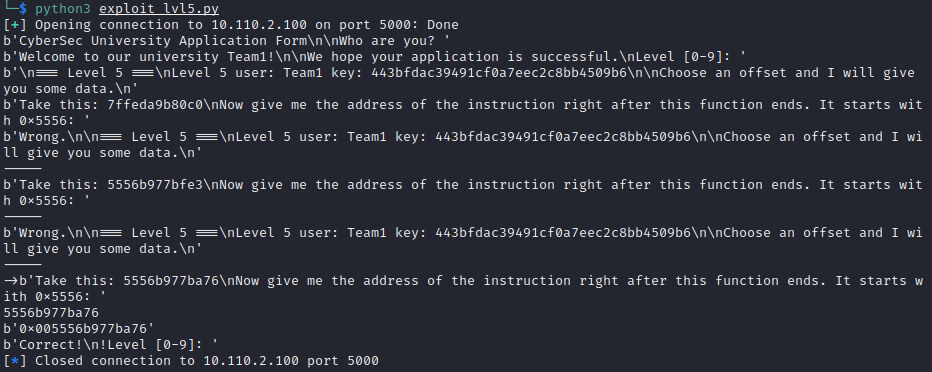 └─$ python3 exploit_lvl5.py
[+] Opening connection to 10.110.2.100 on port 5000: Done
b'CyberSec University Application Form\n\nWho are you? '
b'Welcome to our university Team1!\n\nWe hope your application is successful.\nLevel [0-9]: '
b'\n=== Level 5 ===\nLevel 5 user: Team1 key: 443bfdac39491cf0a7eec2c8bb4509b6\n\nChoose an offset and I will give
you some data.\n'
b'Take this: 7ffeda9b80c0\nNow give me the address of the instruction right after this function ends. It starts wit
h 0×5556: '
b'Wrong.\n\n=== Level 5 ===\nLevel 5 user: Team1 key: 443bfdac39491cf0a7eec2c8bb4509b6\n\nChoose an offset and I wi
ll give you some data.\n'
-----
b'Take this: 5556b977bfe3\nNow give me the address of the instruction right after this function ends. It starts wit
h 0×5556: '
-----
b'Wrong.\n\n=== Level 5 ===\nLevel 5 user: Team1 key: 443bfdac39491cf0a7eec2c8bb4509b6\n\nChoose an offset and I wi
ll give you some data.\n'
-----
->b'Take this: 5556b977ba76\nNow give me the address of the instruction right after this function ends. It starts w
ith 0×5556: '
5556b977ba76
b'0×005556b977ba76'
b'Correct!\n!Level [0-9]: '
[*] Closed connection to 10.110.2.100 port 5000